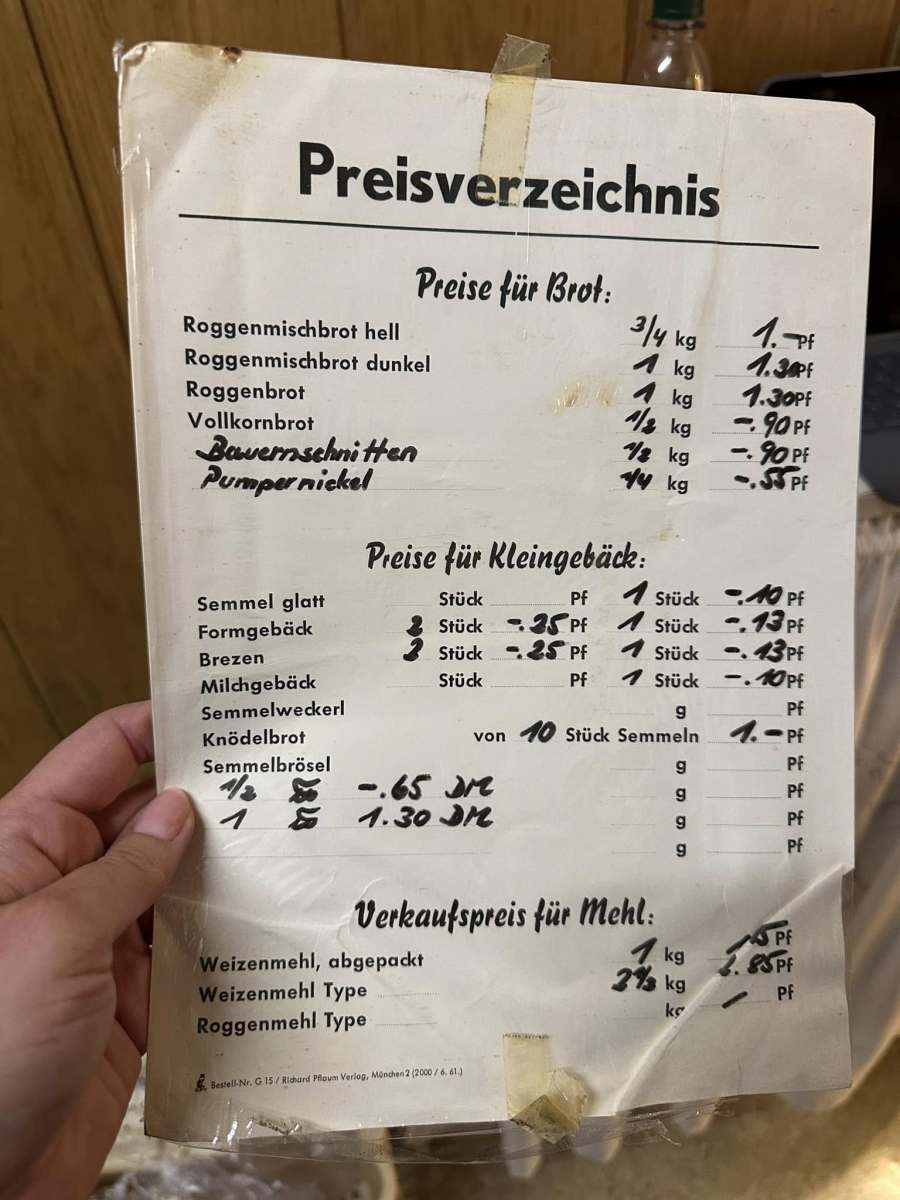 Preisverzeichnis
Preise für Brot:
Roggenmischbrot hell 3/4 kg 1.- Pf
Roggenmischbrot dunkel 1 kg 1.30 Pf
Roggenbrot 1 kg 1.30 Pf
Vollkornbrot 1/2 kg -.90 Pf
Bauernschnitten 1/2 kg -.90 Pf
Pumpernickel 1/4 kg -.55 Pf
Preise für Kleingebäck:
Semmel glatt Stück Pf 1 Stück -.10 Pf
Formgebäck 2 Stück -.25 Pf 1 Stück -.13 Pf
Brezen 2 Stück -.25 Pf 1 Stück -.13 Pf
Milchgebäck Stück Pf 1 Stück -.10 Pf
Semmelweckerl g Pf
Knödelbrot von 10 Stück Semmeln 1.- Pf
Semmelbrösel g Pf
1/2 -.65 DM g Pf
1 1.30 DM g Pf
g Pf
Verkaufspreis für Mehl:
Weizenmehl, abgepackt 1 kg Pf
Weizenmehl Type kg 85 Pf
Roggenmehl Type kg Pf
Bestell-Nr. G 15 / Richard Pflaum Verlag, München 2 (2000 / 6. 61.)